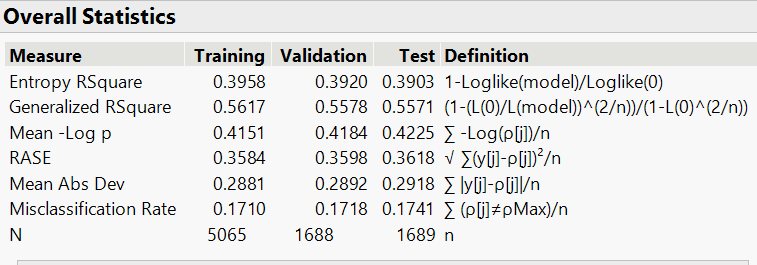 Overall Statistics
Measure Training Validation Test Definition
Entropy RSquare 0.3958 0.3920 0.3903 1-Loglike(model)/Loglike(0)
Generalized RSquare 0.5617 0.5578 0.5571 (1-(L(0)/L(model))^(2/n))/(1-L(0)^(2/n))
Mean -Log p 0.4151 0.4184 0.4225 ∑ -Log(ρ[j])/n
RASE 0.3584 0.3598 0.3618 √ ∑(y[j]-ρ[j])²/n
Mean Abs Dev 0.2881 0.2892 0.2918 ∑ |y[j]-ρ[j]|/n
Misclassification Rate 0.1710 0.1718 0.1741 ∑ (ρ[j]≠ρMax)/n
N 5065 1688 1689 n